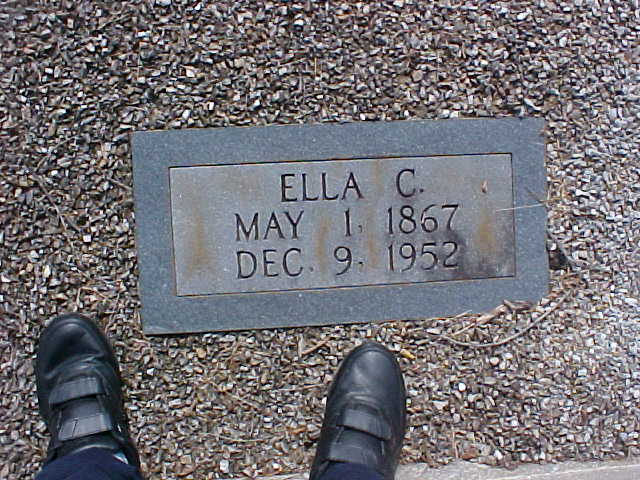 ELLA C.
MAY 1, 1867
DEC. 9, 1952